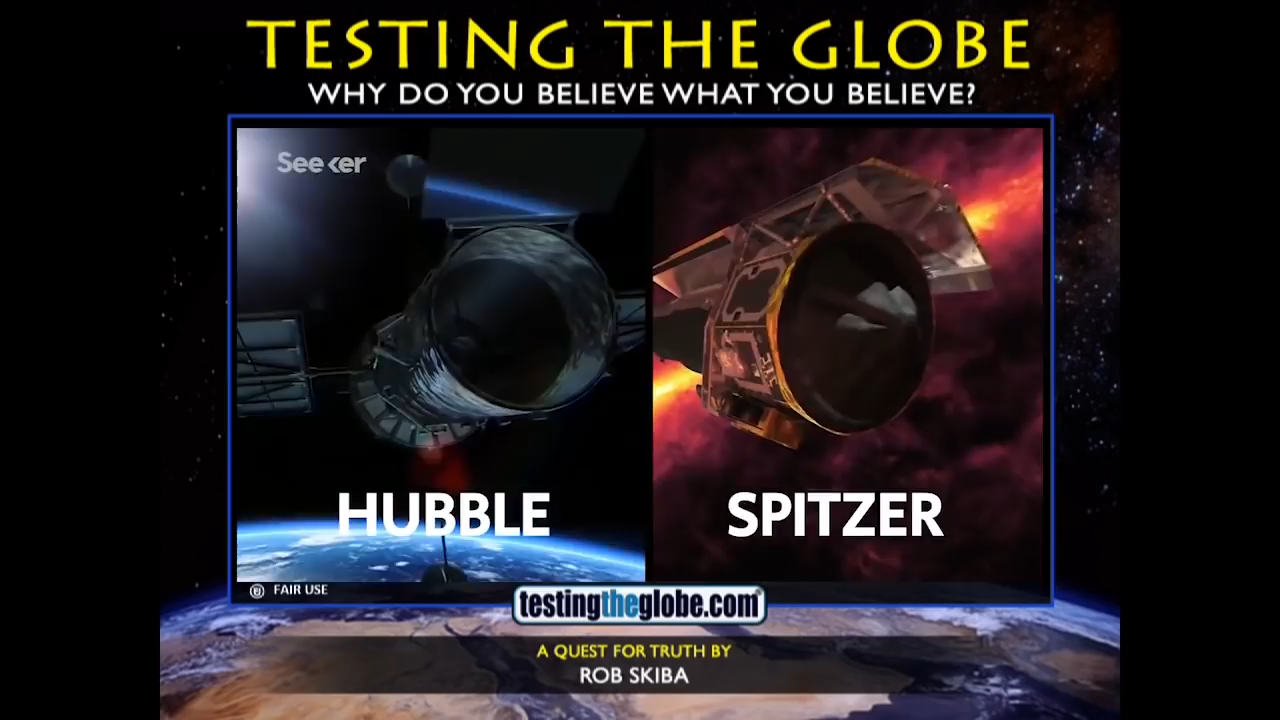 TESTING THE GLOBE
WHY DO YOU BELIEVE WHAT YOU BELIEVE?
Seeker
HUBBLE
SPITZER
FAIR USE
testingtheglobe.com
A QUEST FOR TRUTH BY
ROB SKIBA